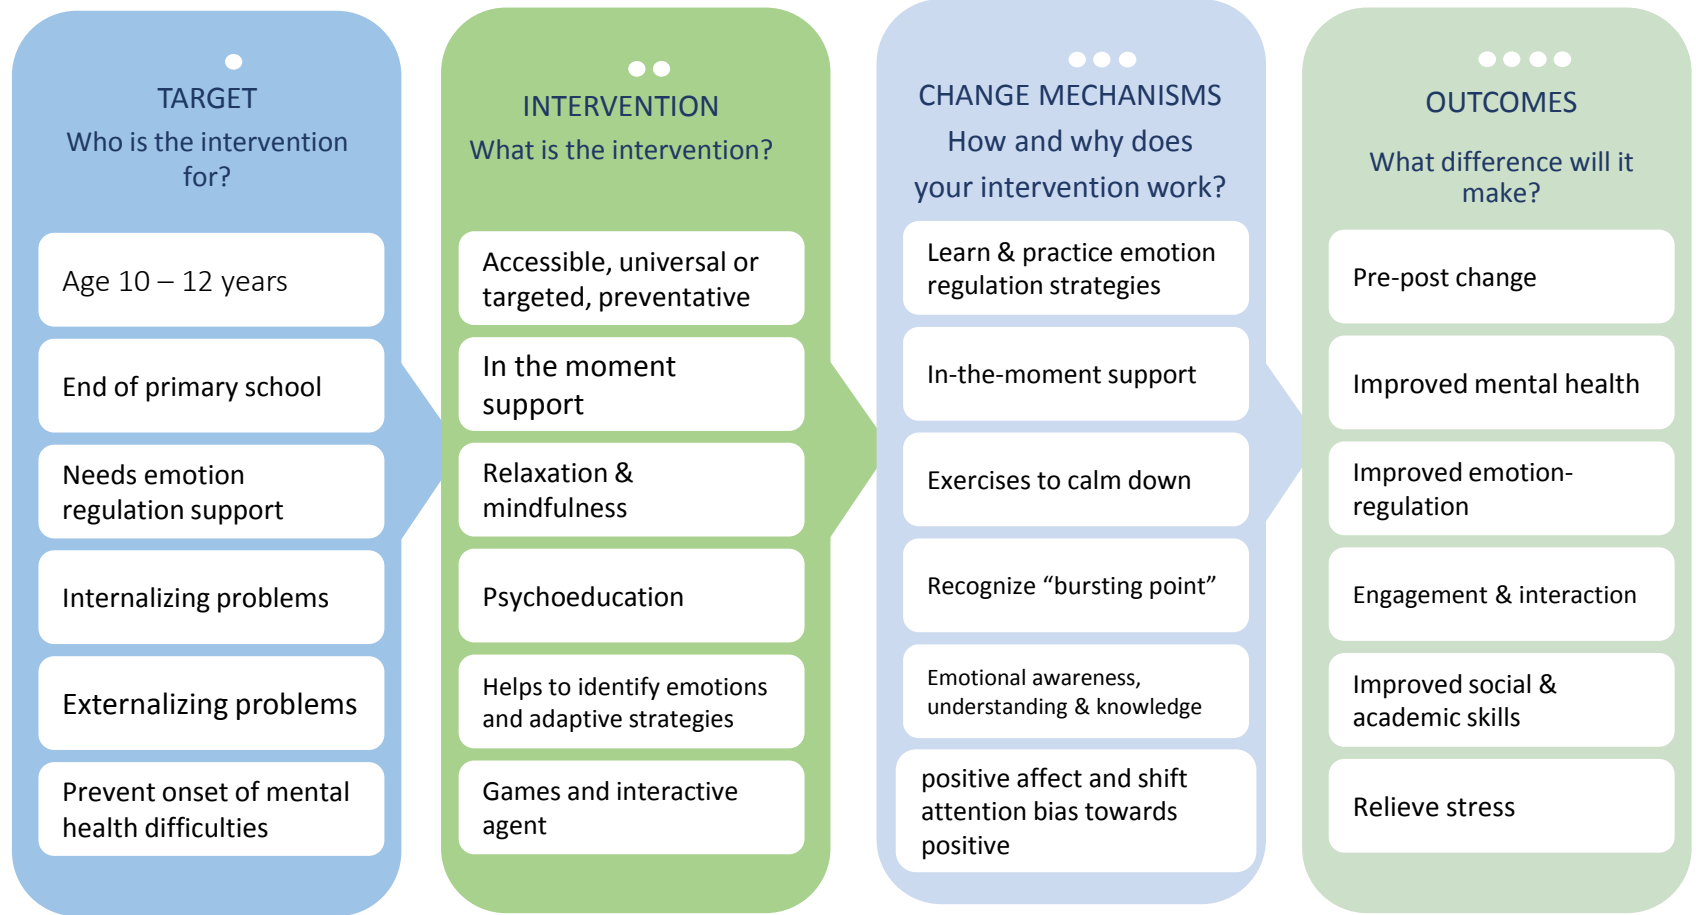 TARGET
Who is the intervention
for?
Age 10 – 12 years
End of primary school
Needs emotion
regulation support
Internalizing problems
Externalizing problems
Prevent onset of mental
health difficulties
INTERVENTION
What is the intervention?
Accessible, universal or
targeted, preventative
In the moment
support
Relaxation &
mindfulness
Psychoeducation
Helps to identify emotions
and adaptive strategies
Games and interactive
agent
CHANGE MECHANISMS
How and why does
your intervention work?
Learn & practice emotion
regulation strategies
In-the-moment support
Exercises to calm down
Recognize “bursting point”
Emotional awareness,
understanding & knowledge
positive affect and shift
attention bias towards
positive
OUTCOMES
What difference will it
make?
Pre-post change
Improved mental health
Improved emotion-
regulation
Engagement & interaction
Improved social &
academic skills
Relieve stress